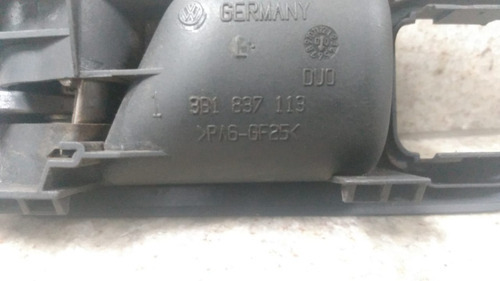 GERMANY
L
DUO
1 3B1 837 113
>PA6-GF25<